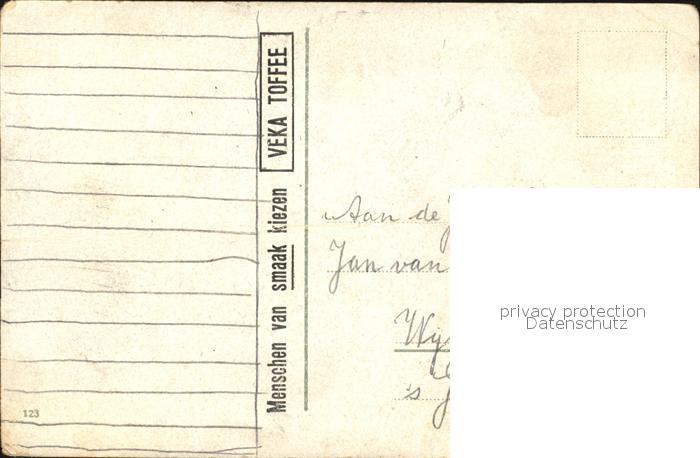 Menschen van smaak kiezen VEKA TOFFEE
Aan de
Jan van
's
privacy protection
Datenschutz
123